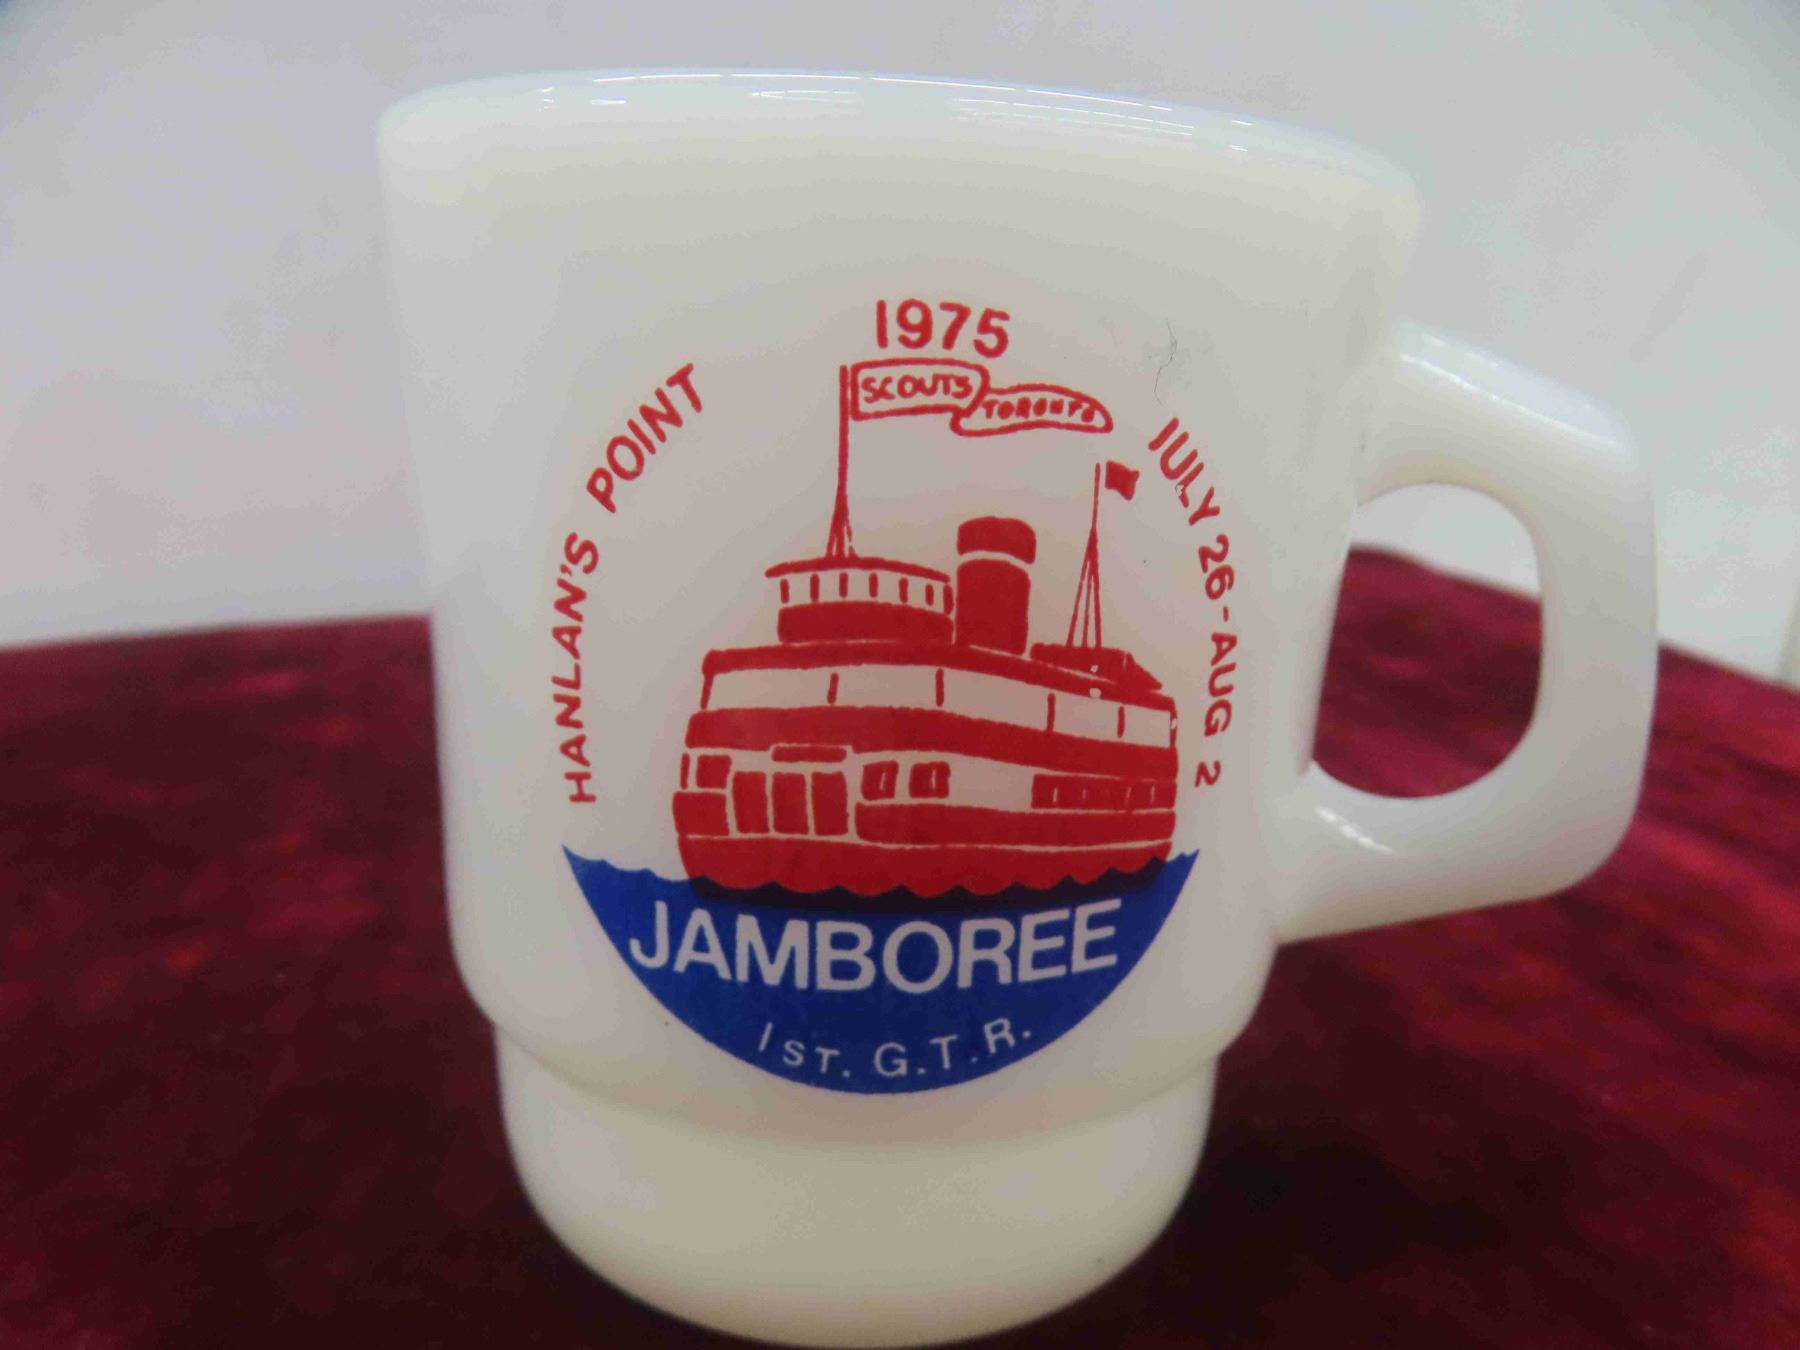 1975
SCOUTS
TORONTO
HANLAN'S POINT
JULY 26-AUG 2
JAMBOREE
1ST. G.T.R.